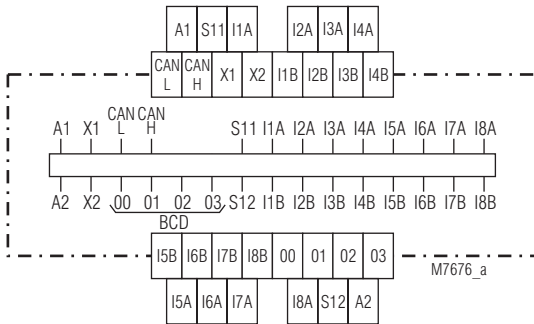 A1 S11 I1A I2A I3A I4A
CAN L CAN H X1 X2 I1B I2B I3B I4B
A1 X1 CAN L CAN H S11 I1A I2A I3A I4A I5A I6A I7A I8A
A2 X2 00 01 02 03 S12 I1B I2B I3B I4B I5B I6B I7B I8B
BCD
I5B I6B I7B I8B 00 01 02 03
M7676_a
I5A I6A I7A I8A S12 A2